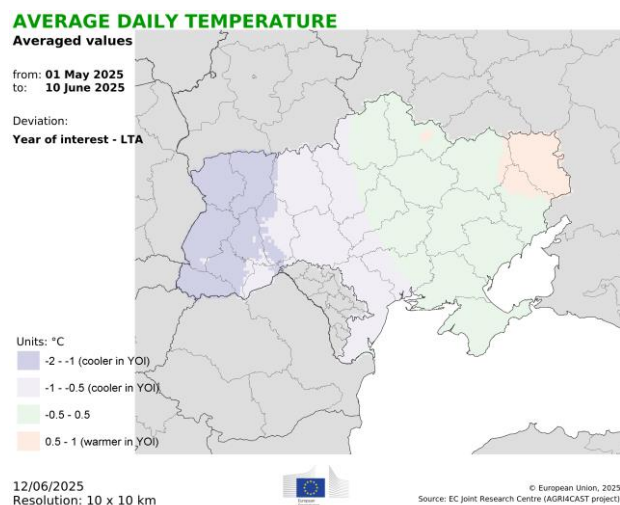 AVERAGE DAILY TEMPERATURE
Averaged values
from: 01 May 2025
to: 10 June 2025
Deviation:
Year of interest - LTA
Units: °C
-2 - -1 (cooler in YOI)
-1 - -0.5 (cooler in YOI)
-0.5 - 0.5
0.5 - 1 (warmer in YOI)
12/06/2025
Resolution: 10 x 10 km
European
© European Union, 2025
Source: EC Joint Research Centre (AGRI4CAST project)